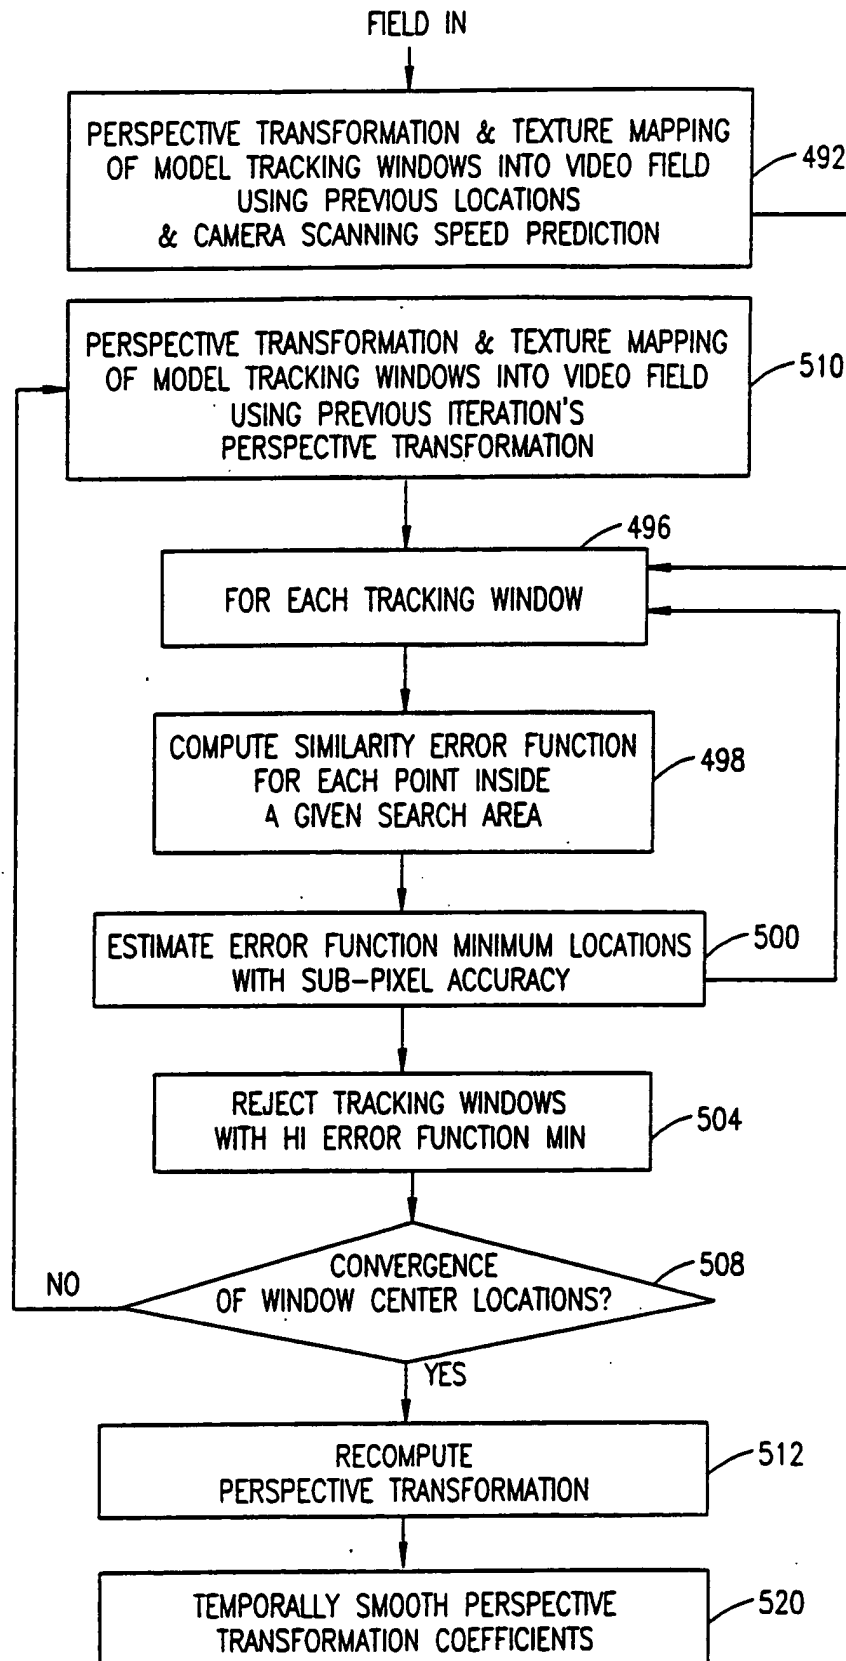 FIELD IN
PERSPECTIVE TRANSFORMATION & TEXTURE MAPPING
OF MODEL TRACKING WINDOWS INTO VIDEO FIELD
USING PREVIOUS LOCATIONS
& CAMERA SCANNING SPEED PREDICTION
492
PERSPECTIVE TRANSFORMATION & TEXTURE MAPPING
OF MODEL TRACKING WINDOWS INTO VIDEO FIELD
USING PREVIOUS ITERATION'S
PERSPECTIVE TRANSFORMATION
510
496
FOR EACH TRACKING WINDOW
COMPUTE SIMILARITY ERROR FUNCTION
FOR EACH POINT INSIDE
A GIVEN SEARCH AREA
498
ESTIMATE ERROR FUNCTION MINIMUM LOCATIONS
WITH SUB-PIXEL ACCURACY
500
REJECT TRACKING WINDOWS
WITH HI ERROR FUNCTION MIN
504
CONVERGENCE
OF WINDOW CENTER LOCATIONS?
508
NO
YES
RECOMPUTE
PERSPECTIVE TRANSFORMATION
512
TEMPORALLY SMOOTH PERSPECTIVE
TRANSFORMATION COEFFICIENTS
520